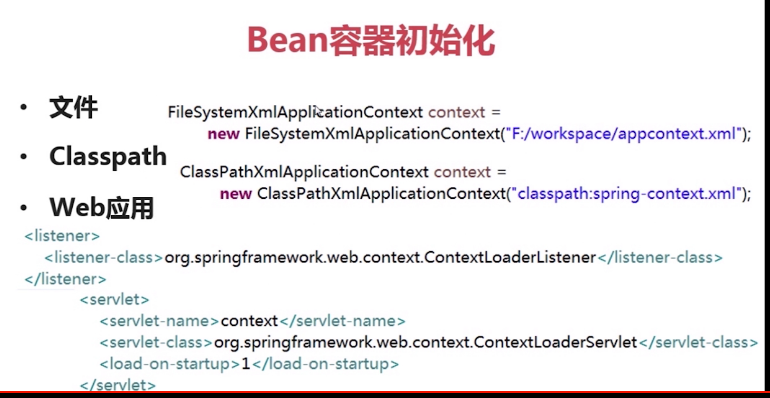 Bean容器初始化
• 文件
FileSystemXmlApplicationContext context =
new FileSystemXmlApplicationContext("F:/workspace/appcontext.xml");
• Classpath
ClassPathXmlApplicationContext context =
new ClassPathXmlApplicationContext("classpath:spring-context.xml");
• Web应用
<listener>
<listener-class>org.springframework.web.context.ContextLoaderListener</listener-class>
</listener>
<servlet>
<servlet-name>context</servlet-name>
<servlet-class>org.springframework.web.context.ContextLoaderServlet</servlet-class>
<load-on-startup>1</load-on-startup>
</servlet>